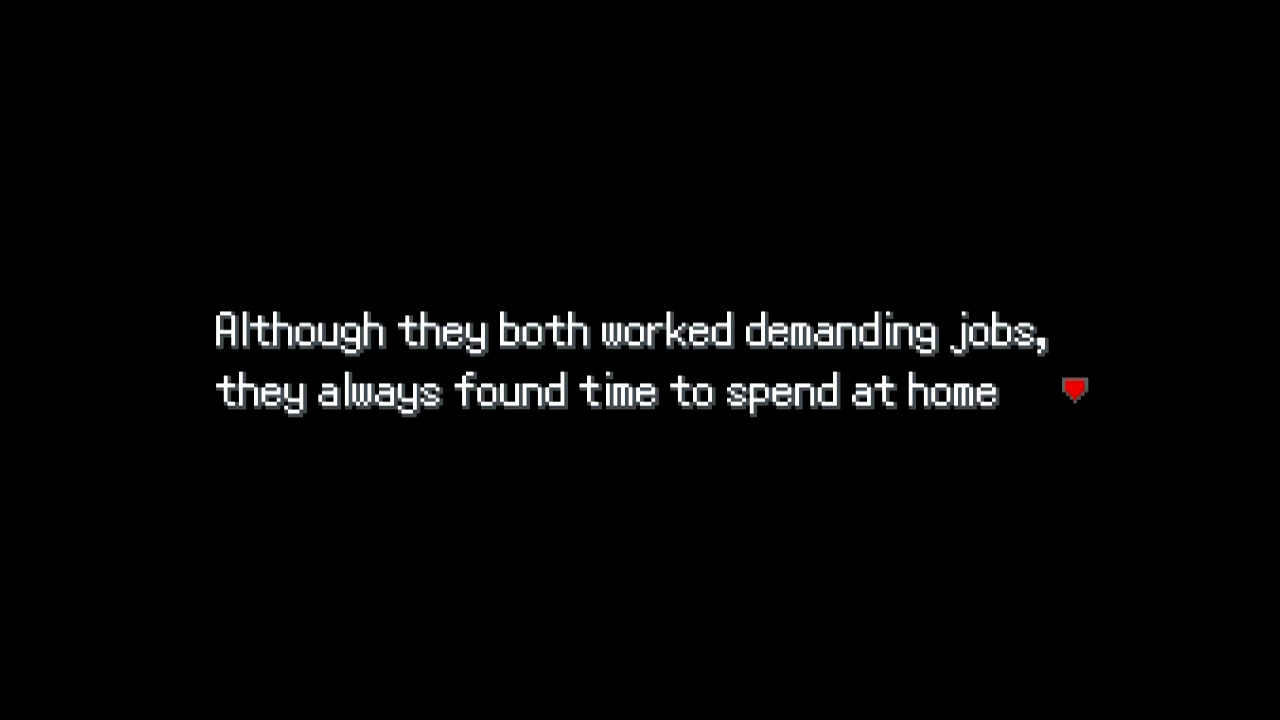 Although they both worked demanding jobs,
they always found time to spend at home